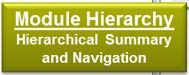 Module Hierarchy
Hierarchical Summary
and Navigation